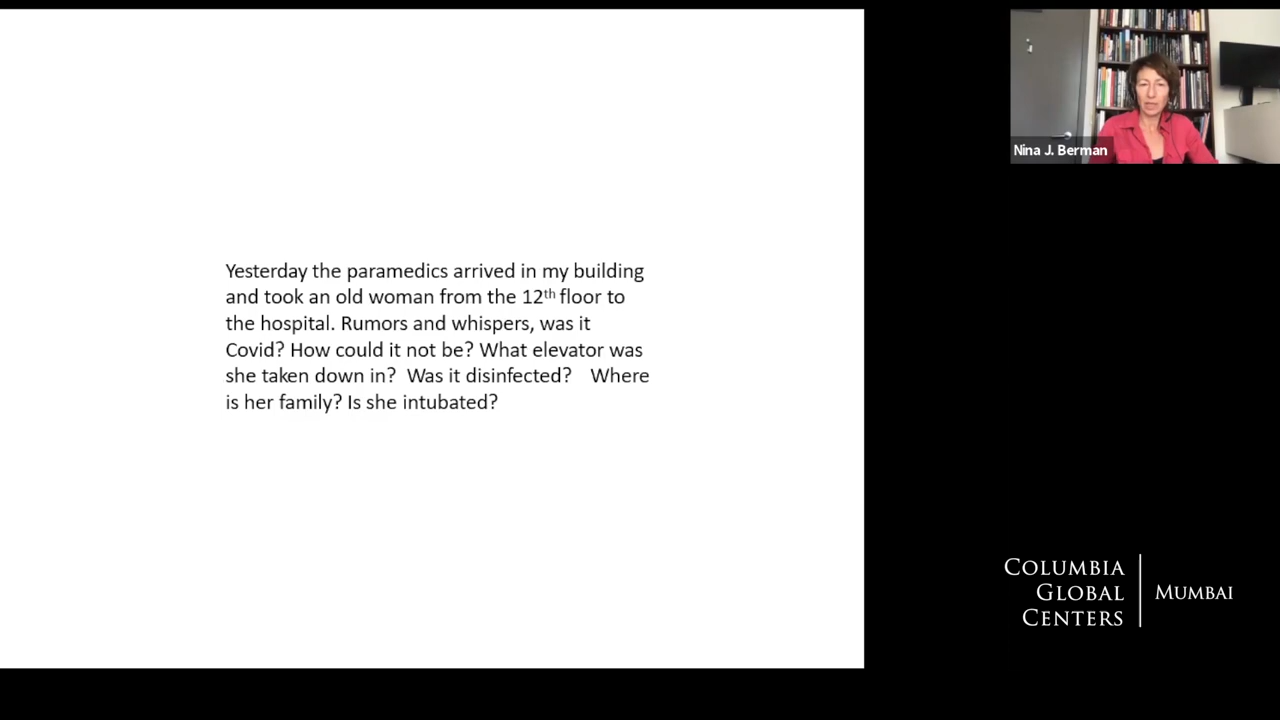 Yesterday the paramedics arrived in my building
and took an old woman from the 12th floor to
the hospital. Rumors and whispers, was it
Covid? How could it not be? What elevator was
she taken down in?  Was it disinfected?    Where
is her family? Is she intubated?
Nina J. Berman
COLUMBIA
GLOBAL
CENTERS
MUMBAI